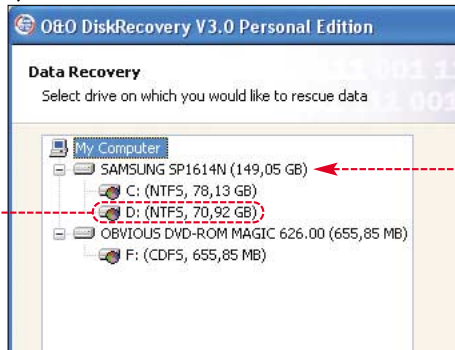 O&O DiskRecovery V3.0 Personal Edition
Data Recovery
Select drive on which you would like to rescue data
My Computer
SAMSUNG SP1614N (149,05 GB)
C: (NTFS, 78,13 GB)
D: (NTFS, 70,92 GB)
OBVIOUS DVD-ROM MAGIC 626.00 (655,85 MB)
F: (CDFS, 655,85 MB)